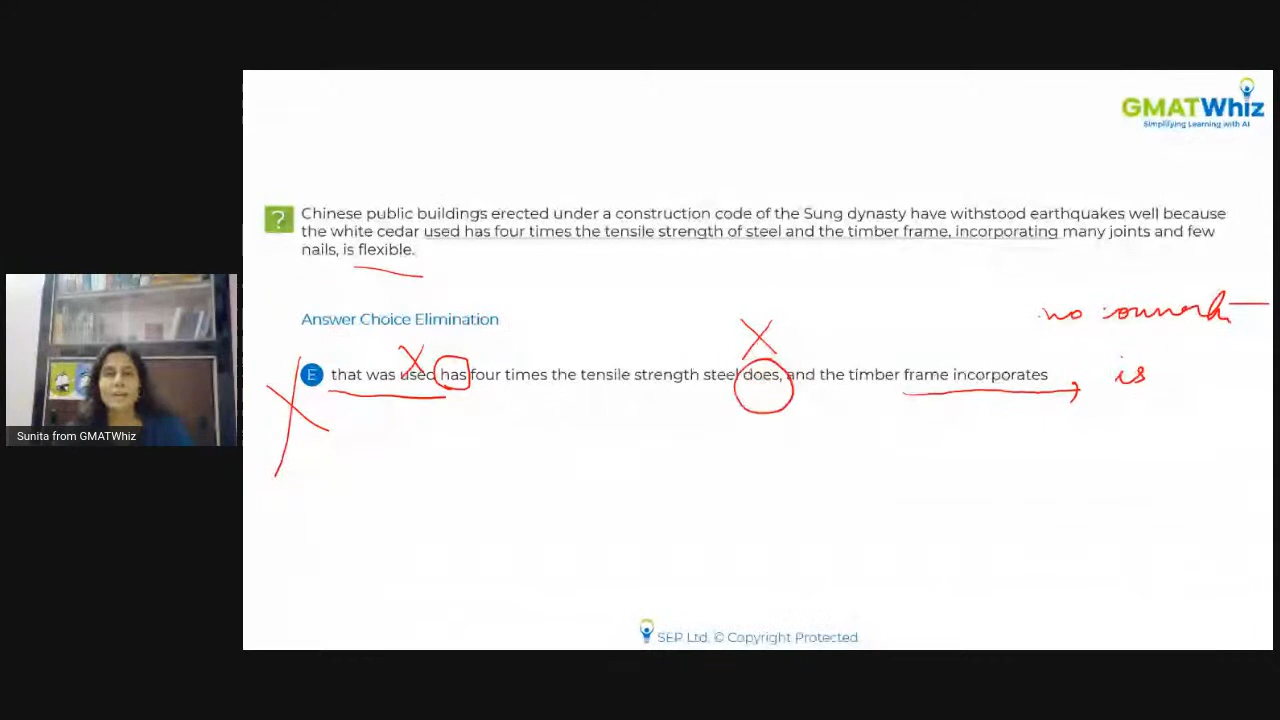 GMATWhiz
Simplifying Learning with AI
? Chinese public buildings erected under a construction code of the Sung dynasty have withstood earthquakes well because
the white cedar used has four times the tensile strength of steel and the timber frame, incorporating many joints and few
nails, is flexible.
Answer Choice Elimination
no
E that was used has four times the tensile strength steel does, and the timber frame incorporates
is
Sunita from GMATWhiz
SEP Ltd. © Copyright Protected